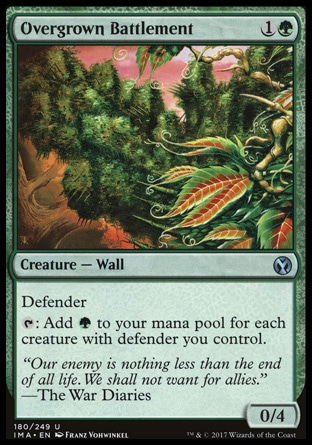 Overgrown Battlement 1
Creature — Wall
Defender
: Add to your mana pool for each
creature with defender you control.
“Our enemy is nothing less than the end
of all life. We shall not want for allies.”
—The War Diaries
0/4
180/249 U
IMA • EN Franz Vohwinkel
™ & © 2017 Wizards of the Coast